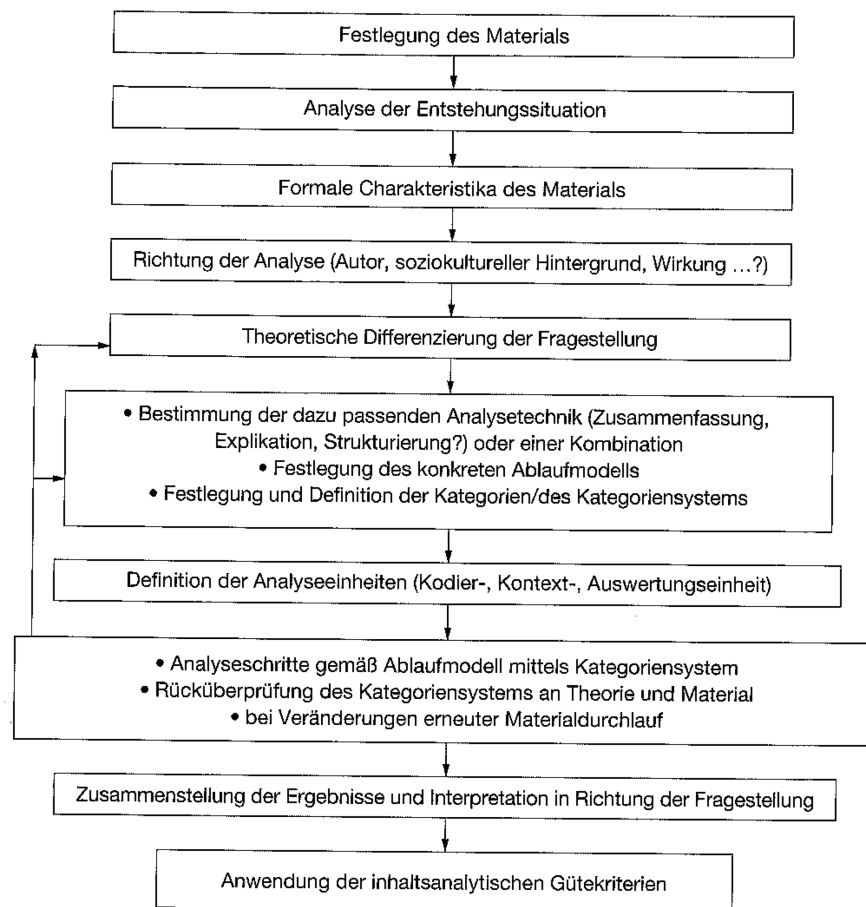 Festlegung des Materials
Analyse der Entstehungssituation
Formale Charakteristika des Materials
Richtung der Analyse (Autor, soziokultureller Hintergrund, Wirkung ...?)
Theoretische Differenzierung der Fragestellung
• Bestimmung der dazu passenden Analysetechnik (Zusammenfassung,
Explikation, Strukturierung?) oder einer Kombination
• Festlegung des konkreten Ablaufmodells
• Festlegung und Definition der Kategorien/des Kategoriensystems
Definition der Analyseeinheiten (Kodier-, Kontext-, Auswertungseinheit)
• Analyseschritte gemäß Ablaufmodell mittels Kategoriensystem
• Rücküberprüfung des Kategoriensystems an Theorie und Material
• bei Veränderungen erneuter Materialdurchlauf
Zusammenstellung der Ergebnisse und Interpretation in Richtung der Fragestellung
Anwendung der inhaltsanalytischen Gütekriterien